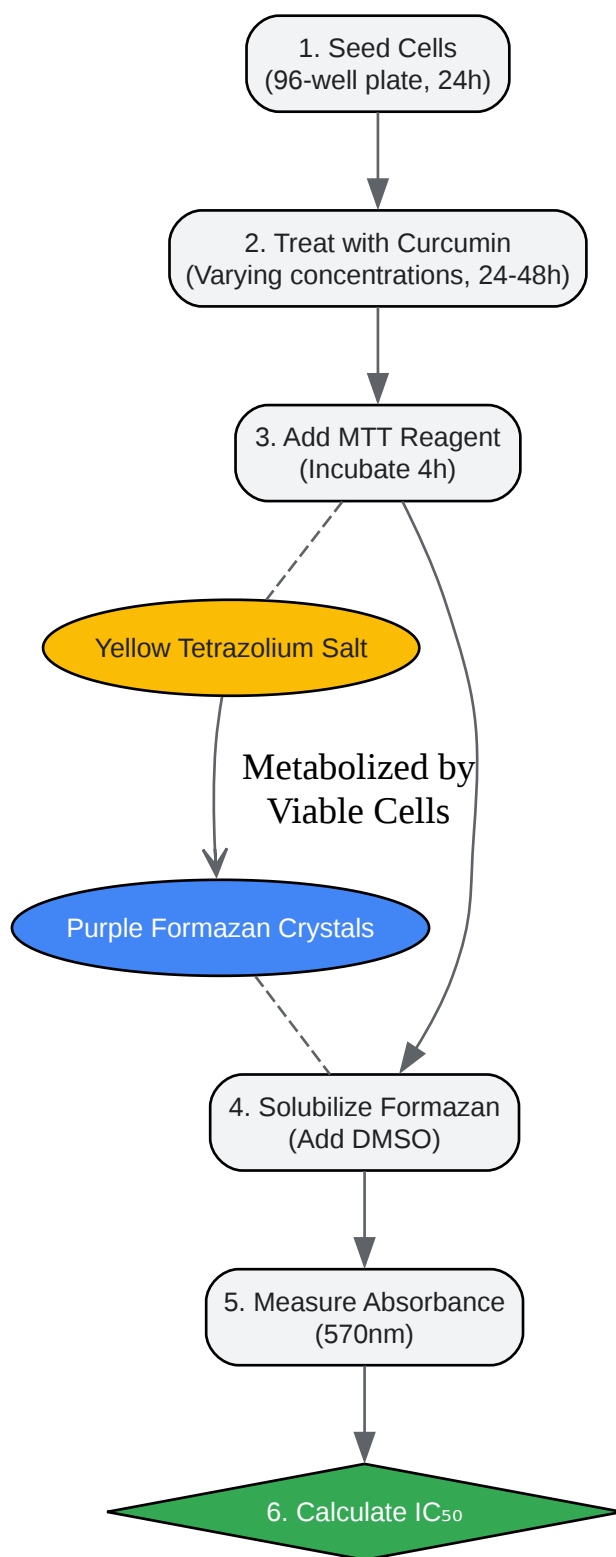 1. Seed Cells
(96-well plate, 24h)
2. Treat with Curcumin
(Varying concentrations, 24-48h)
3. Add MTT Reagent
(Incubate 4h)
Yellow Tetrazolium Salt
Metabolized by
Viable Cells
Purple Formazan Crystals
4. Solubilize Formazan
(Add DMSO)
5. Measure Absorbance
(570nm)
6. Calculate IC₅₀